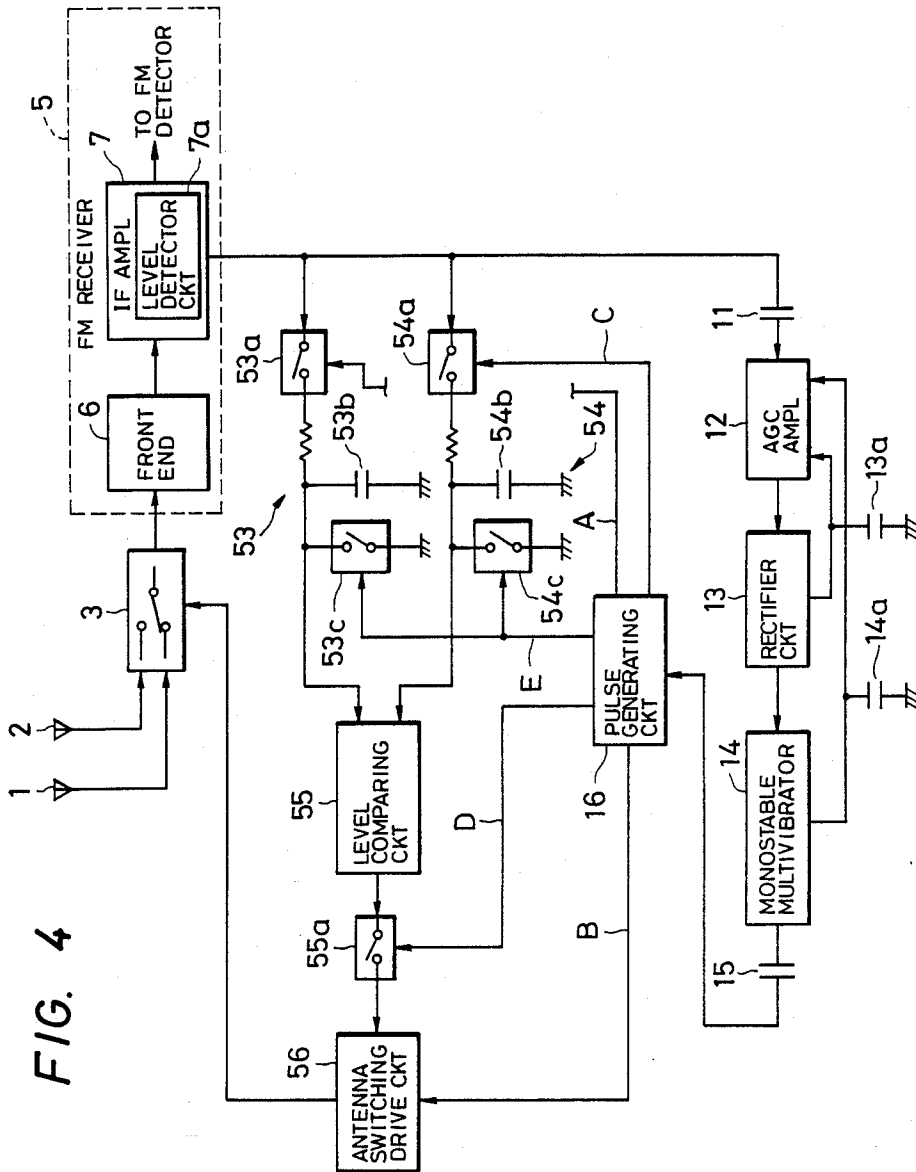 FIG. 4
1
2
3
5
FM RECEIVER
6
FRONT
END
7
IF AMPL
LEVEL
DETECTOR
CKT
7a
TO FM
DETECTOR
53a
53b
53
53c
54a
54b
54
54c
C
A
E
55
LEVEL
COMPARING
CKT
55a
D
56
ANTENNA
SWITCHING
DRIVE CKT
B
PULSE
GENERATING
CKT
16
11
12
AGC
AMPL
13a
13
RECTIFIER
CKT
14a
14
MONOSTABLE
MULTIVIBRATOR
15